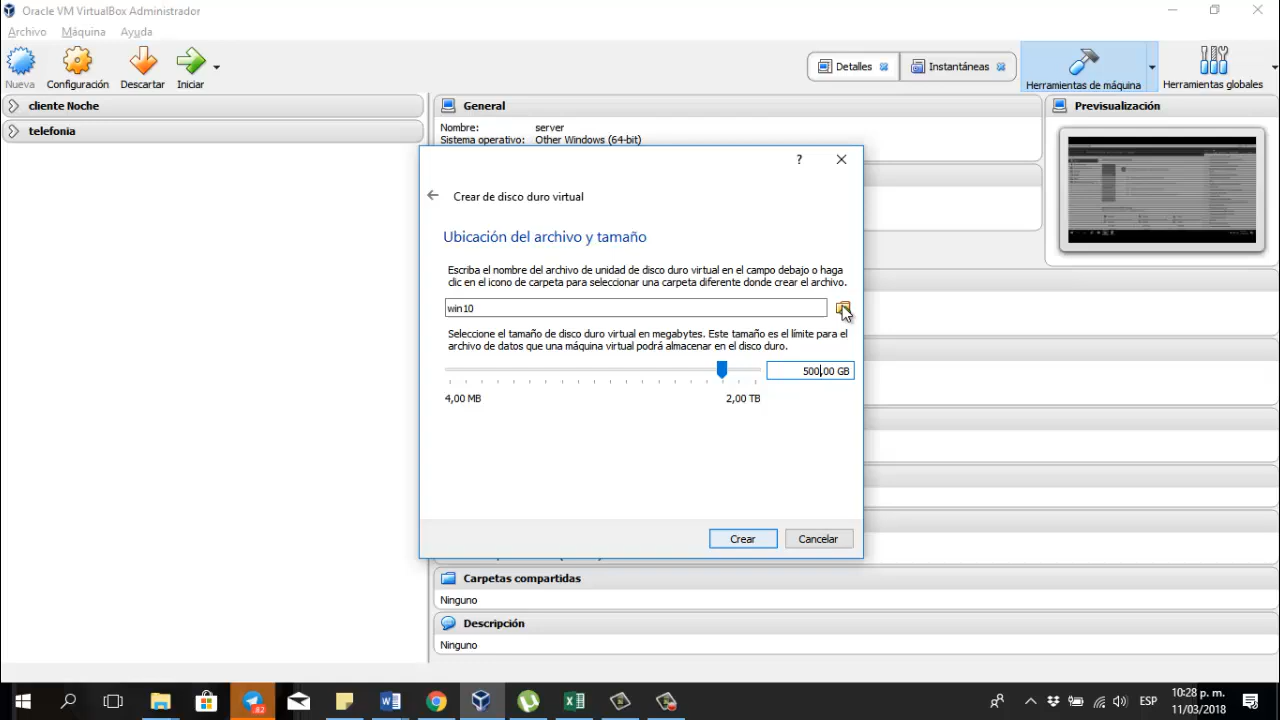 Oracle VM VirtualBox Administrador
Archivo Máquina Ayuda
Nueva Configuración Descartar Iniciar
Detalles Instantáneas
Herramientas de máquina Herramientas globales
cliente Noche
telefonia
General
Nombre: server
Sistema operativo: Other Windows (64-bit)
Previsualización
?
Crear de disco duro virtual
Ubicación del archivo y tamaño
Escriba el nombre del archivo de unidad de disco duro virtual en el campo debajo o haga
clic en el icono de carpeta para seleccionar una carpeta diferente donde crear el archivo.
win10
Seleccione el tamaño de disco duro virtual en megabytes. Este tamaño es el límite para el
archivo de datos que una máquina virtual podrá almacenar en el disco duro.
500,00 GB
4,00 MB 2,00 TB
Crear Cancelar
Carpetas compartidas
Ninguno
Descripción
Ninguno
ESP
10:28 p. m.
11/03/2018